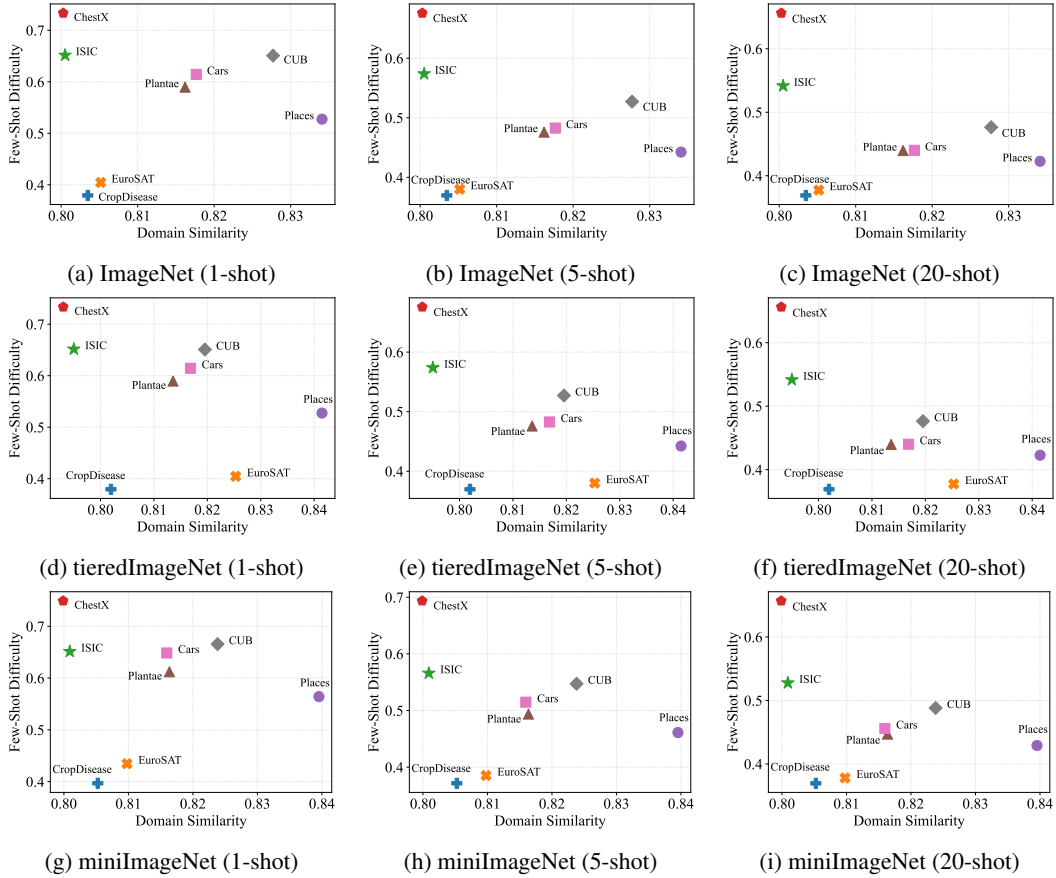 Few-Shot Difficulty
0.7
0.6
0.5
0.4
ChestX
ISIC
Cars
CUB
Plantae
Places
EuroSAT
CropDisease
0.80 0.81 0.82 0.83
Domain Similarity
(a) ImageNet (1-shot)
Few-Shot Difficulty
0.6
0.5
0.4
ChestX
ISIC
CUB
Plantae
Cars
Places
CropDisease
EuroSAT
0.80 0.81 0.82 0.83
Domain Similarity
(b) ImageNet (5-shot)
Few-Shot Difficulty
0.6
0.5
0.4
ChestX
ISIC
CUB
Plantae
Cars
Places
CropDisease
EuroSAT
0.80 0.81 0.82 0.83
Domain Similarity
(c) ImageNet (20-shot)
Few-Shot Difficulty
0.7
0.6
0.5
0.4
ChestX
ISIC
CUB
Cars
Plantae
Places
CropDisease
EuroSAT
0.80 0.81 0.82 0.83 0.84
Domain Similarity
(d) tieredImageNet (1-shot)
Few-Shot Difficulty
0.6
0.5
0.4
ChestX
ISIC
CUB
Cars
Plantae
Places
CropDisease
EuroSAT
0.80 0.81 0.82 0.83 0.84
Domain Similarity
(e) tieredImageNet (5-shot)
Few-Shot Difficulty
0.6
0.5
0.4
ChestX
ISIC
CUB
Plantae
Cars
Places
CropDisease
EuroSAT
0.80 0.81 0.82 0.83 0.84
Domain Similarity
(f) tieredImageNet (20-shot)
Few-Shot Difficulty
0.7
0.6
0.5
0.4
ChestX
ISIC
Cars
CUB
Plantae
Places
EuroSAT
CropDisease
0.80 0.81 0.82 0.83 0.84
Domain Similarity
(g) miniImageNet (1-shot)
Few-Shot Difficulty
0.7
0.6
0.5
0.4
ChestX
ISIC
CUB
Cars
Plantae
Places
CropDisease
EuroSAT
0.80 0.81 0.82 0.83 0.84
Domain Similarity
(h) miniImageNet (5-shot)
Few-Shot Difficulty
0.6
0.5
0.4
ChestX
ISIC
CUB
Cars
Plantae
Places
CropDisease
EuroSAT
0.80 0.81 0.82 0.83 0.84
Domain Similarity
(i) miniImageNet (20-shot)